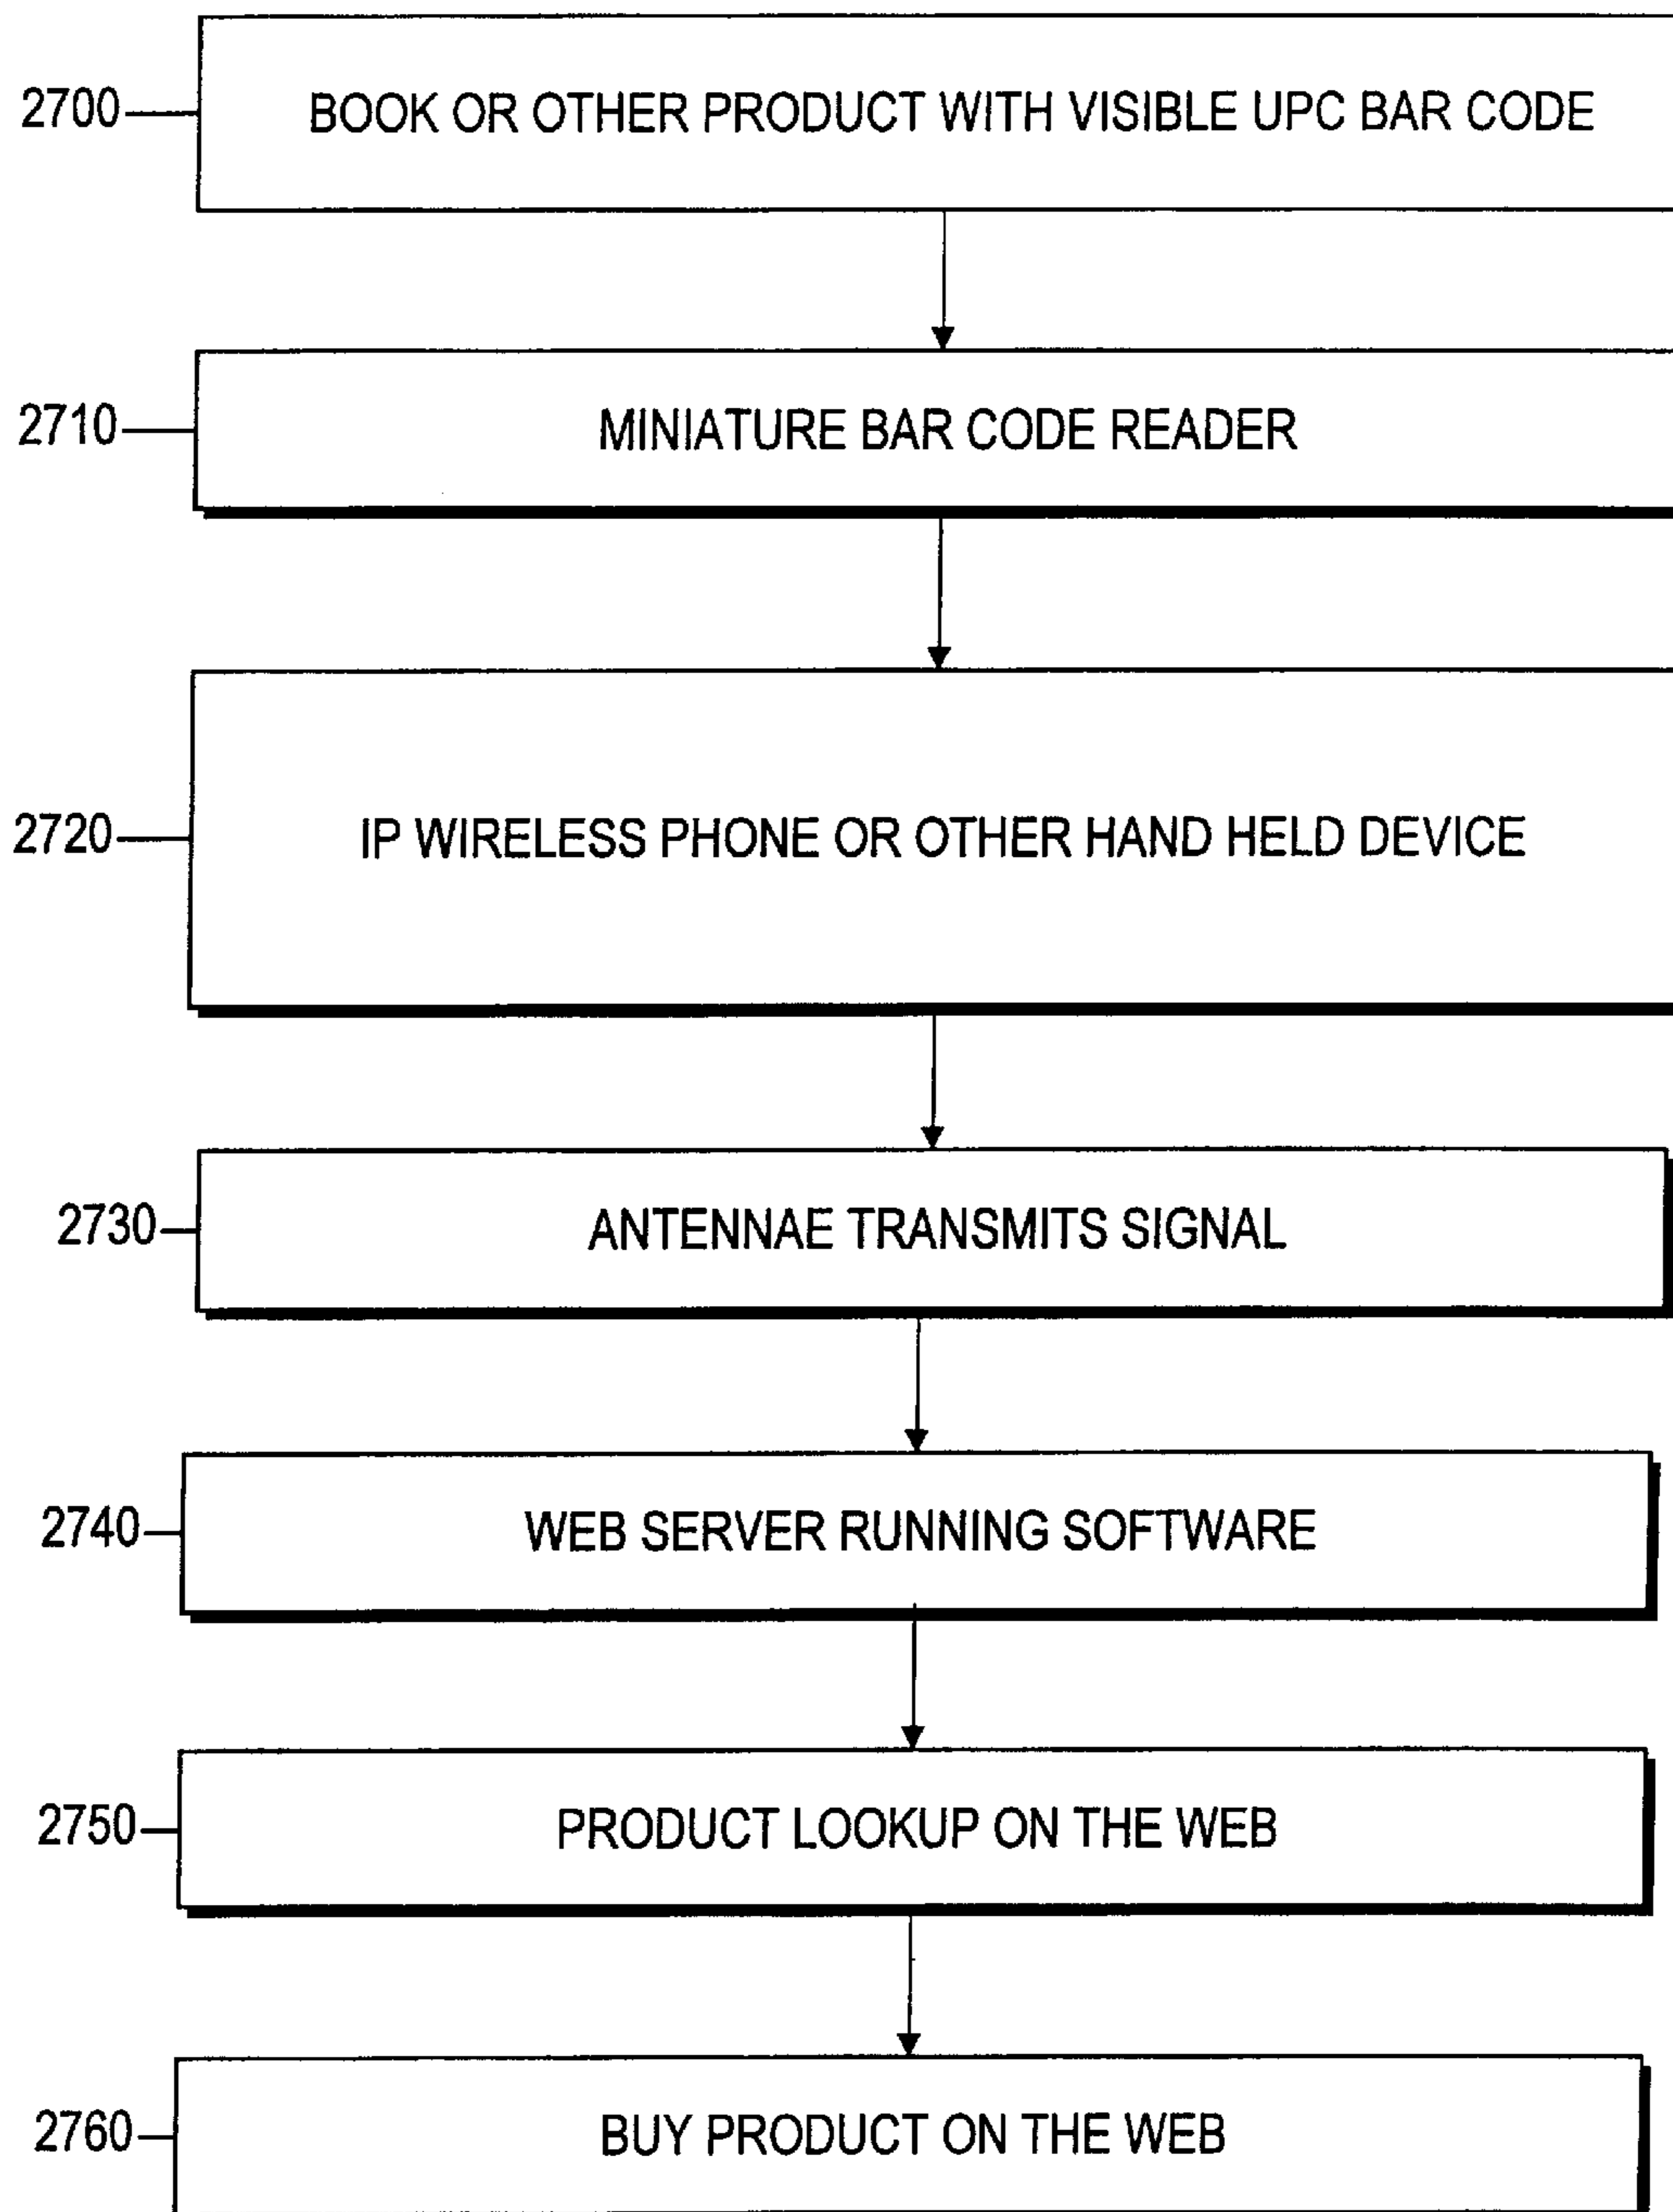 2700 BOOK OR OTHER PRODUCT WITH VISIBLE UPC BAR CODE
2710 MINIATURE BAR CODE READER
2720 IP WIRELESS PHONE OR OTHER HAND HELD DEVICE
2730 ANTENNAE TRANSMITS SIGNAL
2740 WEB SERVER RUNNING SOFTWARE
2750 PRODUCT LOOKUP ON THE WEB
2760 BUY PRODUCT ON THE WEB